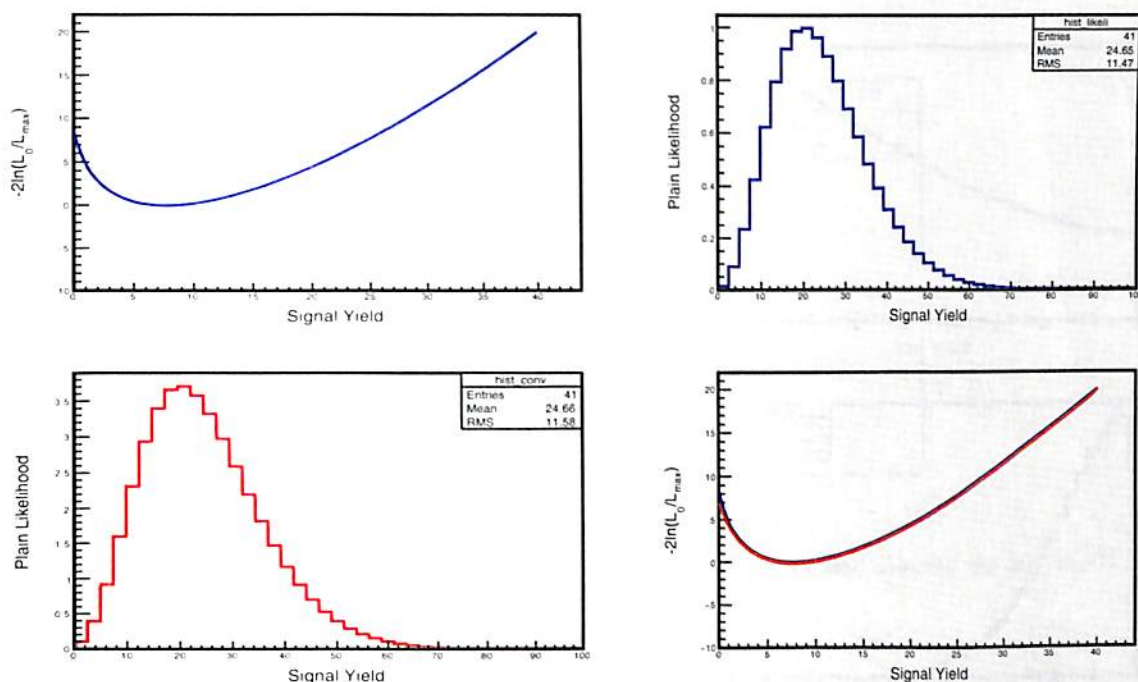 20
15
10
5
0
5
10
0 5 10 15 20 25 30 35 40
-2ln(L0/Lmax)
Signal Yield
hist_likeli
Entries 41
Mean 24.65
RMS 11.47
1
0.8
0.6
0.4
0.2
0
0 10 20 30 40 50 60 70 80 90 100
Plain Likelihood
Signal Yield
hist_conv
Entries 41
Mean 24.66
RMS 11.58
3.5
3
2.5
2
1.5
1
0.5
0
0 10 20 30 40 50 60 70 80 90 100
Plain Likelihood
Signal Yield
20
15
10
5
0
-5
-10
0 5 10 15 20 25 30 35 40
-2ln(L0/Lmax)
Signal Yield